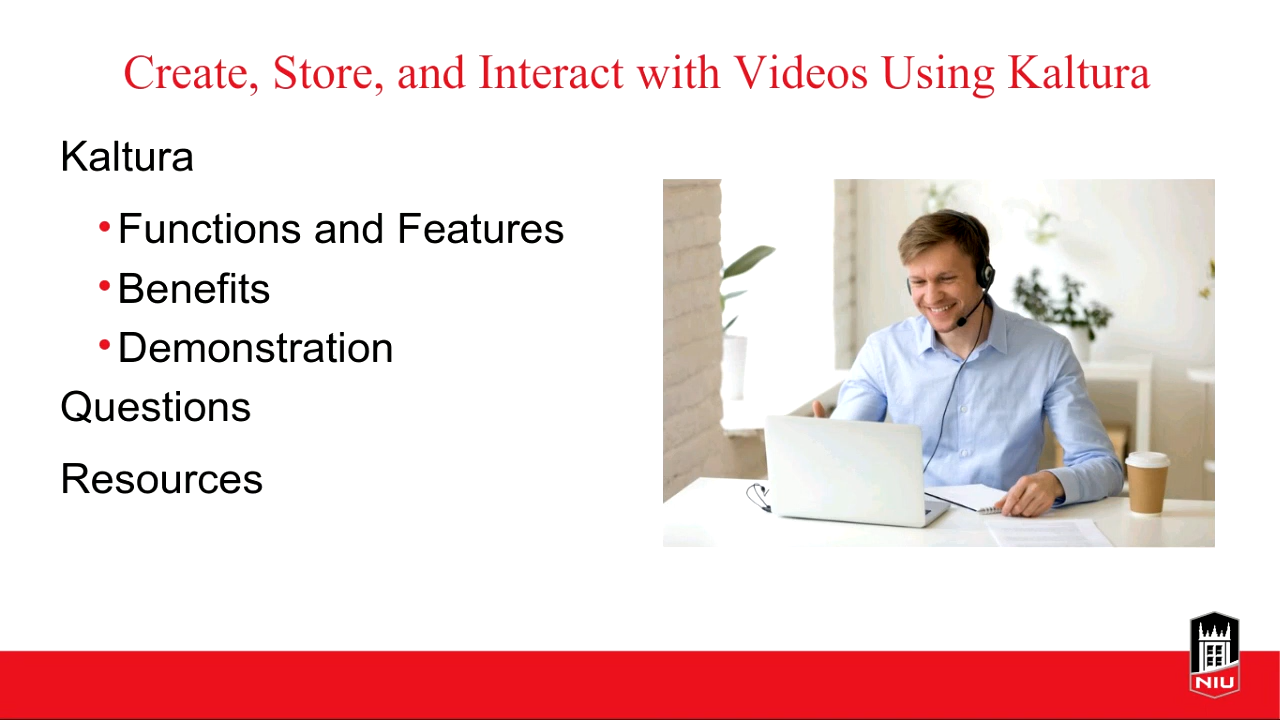 Create, Store, and Interact with Videos Using Kaltura
Kaltura
•Functions and Features
•Benefits
•Demonstration
Questions
Resources
NIU